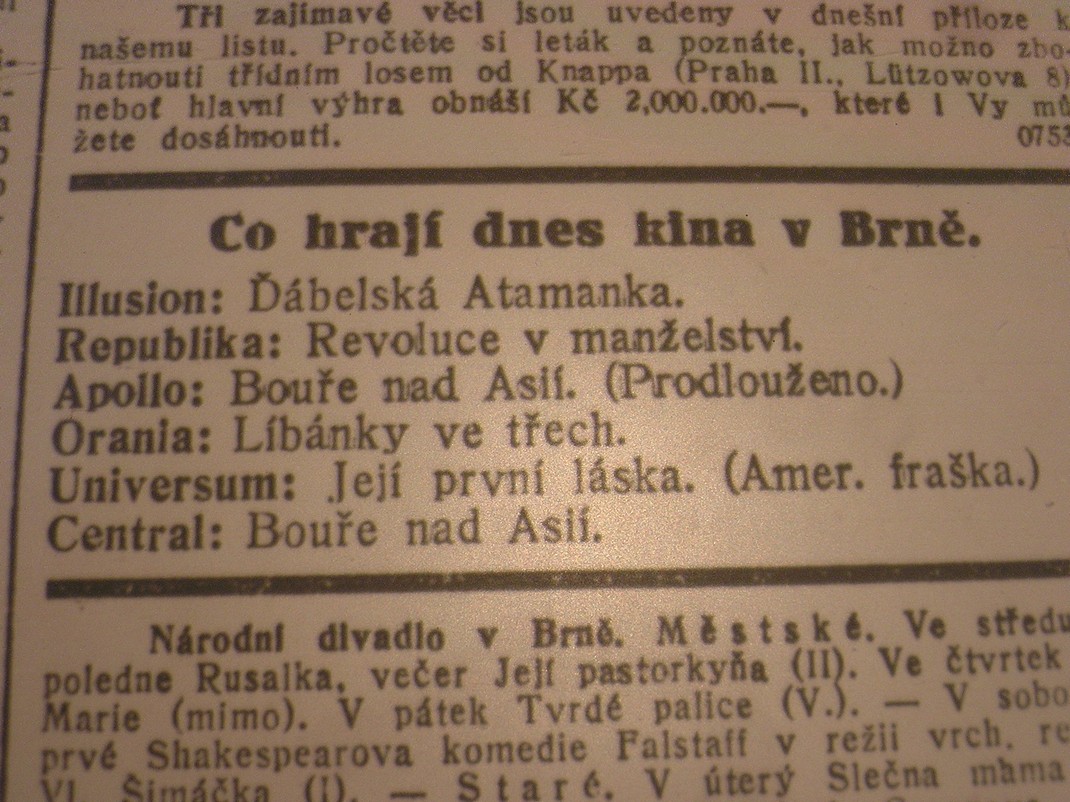 Tři zajímavé věci jsou uvedeny v dnešní příloze k
našemu listu. Pročtěte si leták a poznáte, jak možno zbo-
hatnouti třídním losem od Knappa (Praha II., Lützowova 8)
neboť hlavní výhra obnáší Kč 2,000.000.—, které i Vy mů
žete dosáhnouti. 0753
Co hrají dnes kina v Brně.
Illusion: Ďábelská Atamanka.
Republika: Revoluce v manželství.
Apollo: Bouře nad Asií. (Prodlouženo.)
Orania: Líbánky ve třech.
Universum: Její první láska. (Amer. fraška.)
Central: Bouře nad Asií.
Národní divadlo v Brně. Městské. Ve středu
poledne Rusalka, večer Její pastorkyňa (II). Ve čtvrtek
Marie (mimo). V pátek Tvrdé palice (V.). — V sobo
prvé Shakespearova komedie Falstaff v režii vrch. re
Vl. Šimáčka (I). — Staré. V úterý Slečna máma